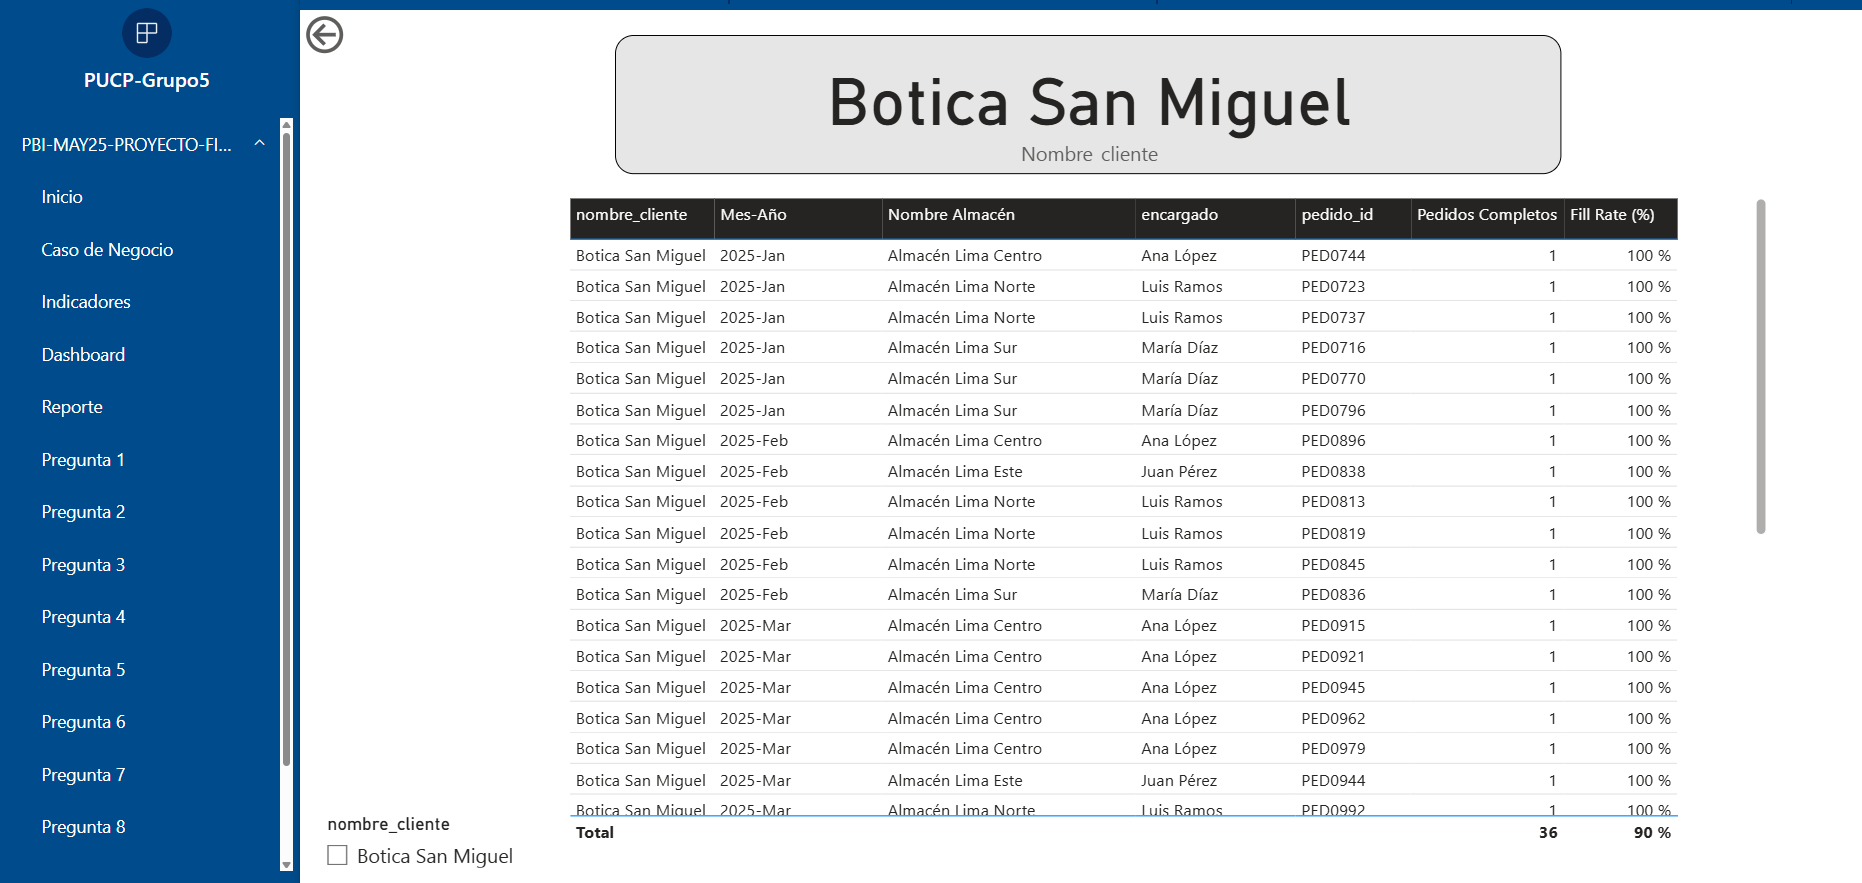 PUCP-Grupo5
PBI-MAY25-PROYECTO-FI...
Inicio
Caso de Negocio
Indicadores
Dashboard
Reporte
Pregunta 1
Pregunta 2
Pregunta 3
Pregunta 4
Pregunta 5
Pregunta 6
Pregunta 7
Pregunta 8
Botica San Miguel
Nombre cliente
nombre_cliente Mes-Año Nombre Almacén encargado pedido_id Pedidos Completos Fill Rate (%)
Botica San Miguel 2025-Jan Almacén Lima Centro Ana López PED0744 1 100 %
Botica San Miguel 2025-Jan Almacén Lima Norte Luis Ramos PED0723 1 100 %
Botica San Miguel 2025-Jan Almacén Lima Norte Luis Ramos PED0737 1 100 %
Botica San Miguel 2025-Jan Almacén Lima Sur María Díaz PED0716 1 100 %
Botica San Miguel 2025-Jan Almacén Lima Sur María Díaz PED0770 1 100 %
Botica San Miguel 2025-Jan Almacén Lima Sur María Díaz PED0796 1 100 %
Botica San Miguel 2025-Feb Almacén Lima Centro Ana López PED0896 1 100 %
Botica San Miguel 2025-Feb Almacén Lima Este Juan Pérez PED0838 1 100 %
Botica San Miguel 2025-Feb Almacén Lima Norte Luis Ramos PED0813 1 100 %
Botica San Miguel 2025-Feb Almacén Lima Norte Luis Ramos PED0819 1 100 %
Botica San Miguel 2025-Feb Almacén Lima Norte Luis Ramos PED0845 1 100 %
Botica San Miguel 2025-Feb Almacén Lima Sur María Díaz PED0836 1 100 %
Botica San Miguel 2025-Mar Almacén Lima Centro Ana López PED0915 1 100 %
Botica San Miguel 2025-Mar Almacén Lima Centro Ana López PED0921 1 100 %
Botica San Miguel 2025-Mar Almacén Lima Centro Ana López PED0945 1 100 %
Botica San Miguel 2025-Mar Almacén Lima Centro Ana López PED0962 1 100 %
Botica San Miguel 2025-Mar Almacén Lima Centro Ana López PED0979 1 100 %
Botica San Miguel 2025-Mar Almacén Lima Este Juan Pérez PED0944 1 100 %
Botica San Miguel 2025-Mar Almacén Lima Norte Luis Ramos PED0992 1 100 %
Total 36 90 %
nombre_cliente
Botica San Miguel